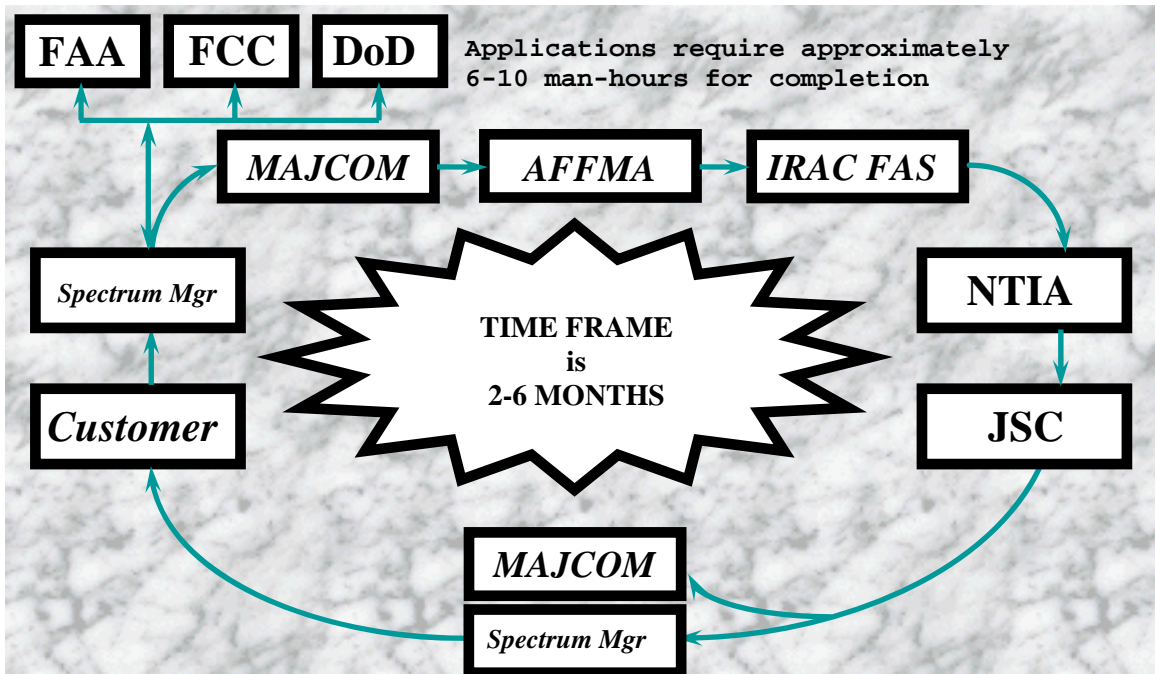 FAA
FCC
DoD
Applications require approximately
6-10 man-hours for completion
MAJCOM
AFFMA
IRAC FAS
Spectrum Mgr
NTIA
TIME FRAME
is
2-6 MONTHS
Customer
JSC
MAJCOM
Spectrum Mgr